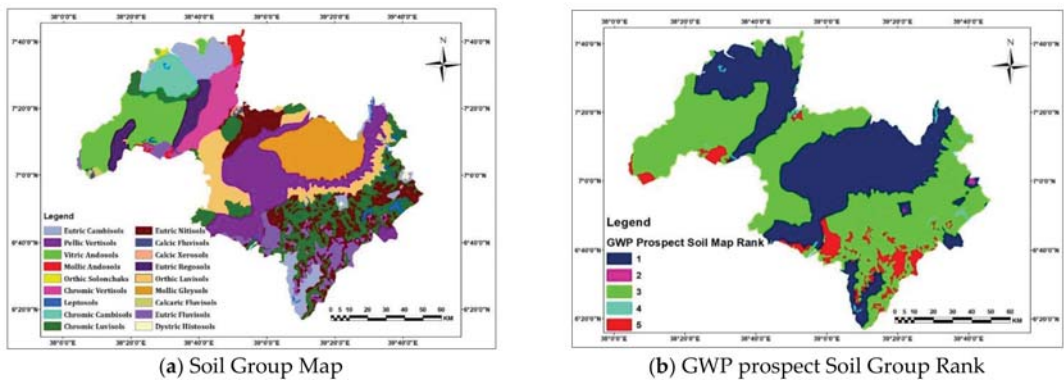 38°0'0"E 38°20'0"E 38°40'0"E 39°0'0"E 39°20'0"E 39°40'0"E
7°40'0"N
7°20'0"N
7°0'0"N
6°40'0"N
6°20'0"N
N
Legend
Eutric Cambisols
Pellic Vertisols
Vitric Andosols
Mollic Andosols
Orthic Solonchaks
Chromic Vertisols
Leptosols
Chromic Cambisols
Chromic Luvisols
Eutric Nitisols
Calcic Fluvisols
Calcic Xerosols
Eutric Regosols
Orthic Luvisols
Mollic Gleysols
Calcaric Fluvisols
Eutric Fluvisols
Dystric Histosols
0 5 10 20 30 40 50 60
KM
(a) Soil Group Map
38°0'0"E 38°20'0"E 38°40'0"E 39°0'0"E 39°20'0"E 39°40'0"E
7°40'0"N
7°20'0"N
7°0'0"N
6°40'0"N
6°20'0"N
N
Legend
GWP Prospect Soil Map Rank
1
2
3
4
5
0 5 10 20 30 40 50 60
KM
(b) GWP prospect Soil Group Rank